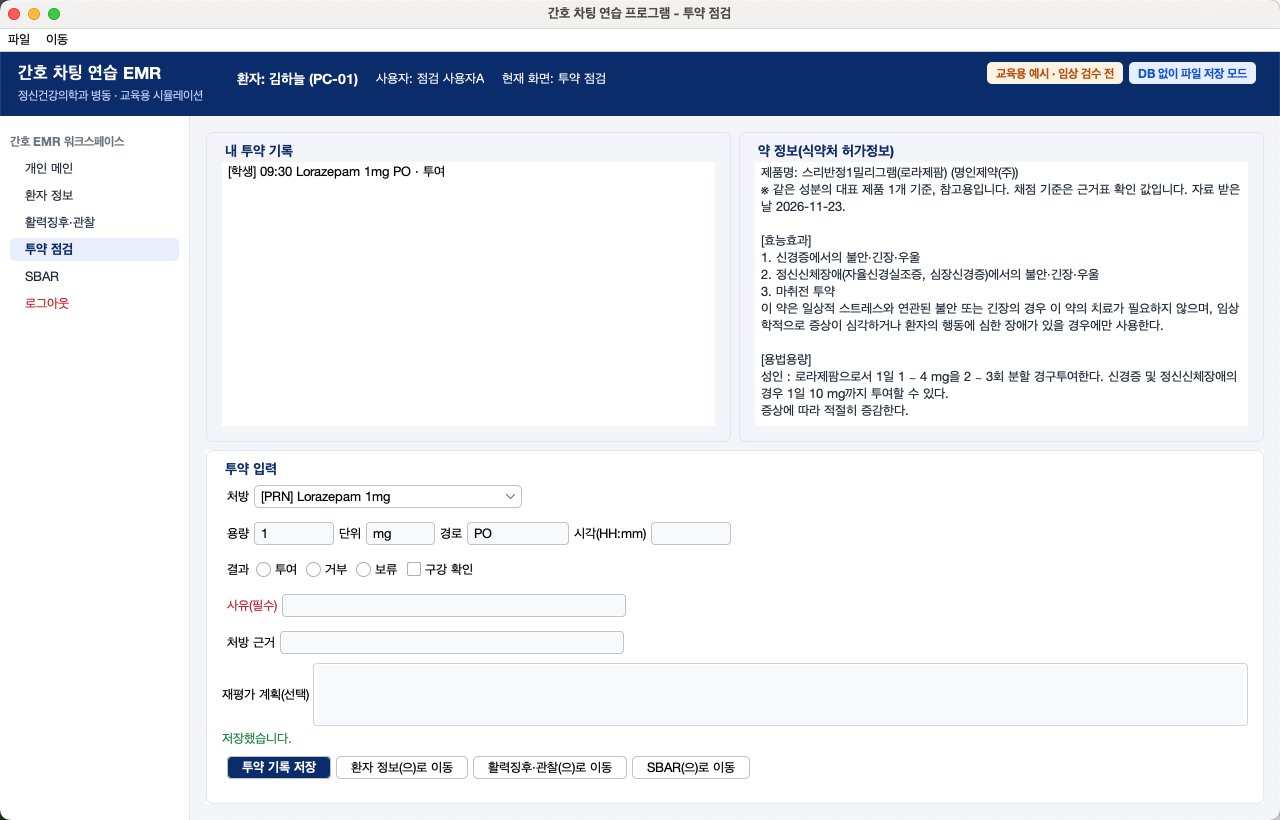 간호 차팅 연습 프로그램 - 투약 점검
파일 이동
간호 차팅 연습 EMR
정신건강의학과 병동 · 교육용 시뮬레이션
환자: 김하늘 (PC-01) 사용자: 점검 사용자A 현재 화면: 투약 점검
교육용 예시 · 임상 검수 전
DB 없이 파일 저장 모드
간호 EMR 워크스페이스
개인 메인
환자 정보
활력징후·관찰
투약 점검
SBAR
로그아웃
내 투약 기록
[학생] 09:30 Lorazepam 1mg PO · 투여
약 정보(식약처 허가정보)
제품명: 스리반정1밀리그램(로라제팜) (명인제약(주))
※ 같은 성분의 대표 제품 1개 기준, 참고용입니다. 채점 기준은 근거표 확인 값입니다. 자료 받은
날 2026-11-23.
[효능효과]
1. 신경증에서의 불안·긴장·우울
2. 정신신체장애(자율신경실조증, 심장신경증)에서의 불안·긴장·우울
3. 마취전 투약
이 약은 일상적 스트레스와 연관된 불안 또는 긴장의 경우 이 약의 치료가 필요하지 않으며, 임상
학적으로 증상이 심각하거나 환자의 행동에 심한 장애가 있을 경우에만 사용한다.
[용법용량]
성인 : 로라제팜으로서 1일 1 ~ 4 mg을 2 ~ 3회 분할 경구투여한다. 신경증 및 정신신체장애의
경우 1일 10 mg까지 투여할 수 있다.
증상에 따라 적절히 증감한다.
투약 입력
처방 [PRN] Lorazepam 1mg
용량 1 단위 mg 경로 PO 시각(HH:mm)
결과 투여 거부 보류 구강 확인
사유(필수)
처방 근거
재평가 계획(선택)
저장했습니다.
투약 기록 저장 환자 정보(으)로 이동 활력징후·관찰(으)로 이동 SBAR(으)로 이동